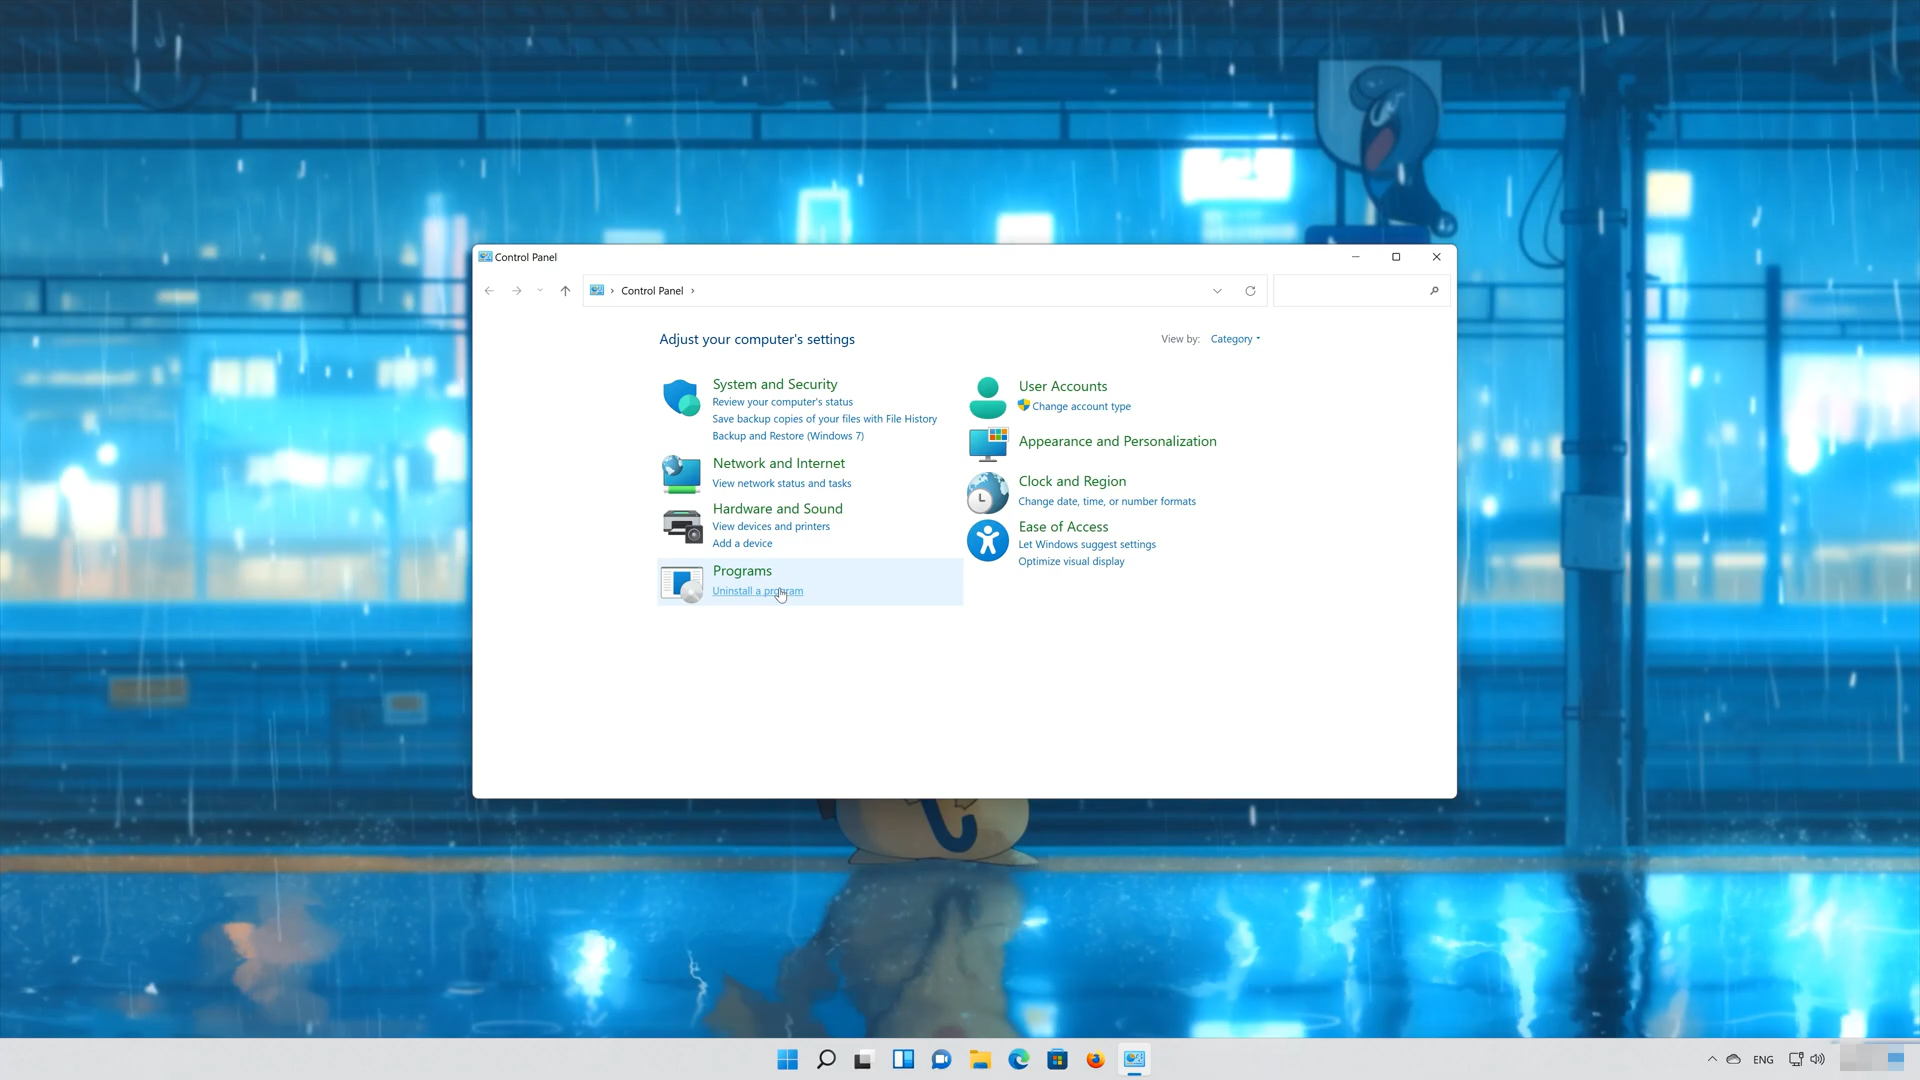 Control Panel
Control Panel
Adjust your computer's settings
View by: Category
System and Security
Review your computer's status
Save backup copies of your files with File History
Backup and Restore (Windows 7)
Network and Internet
View network status and tasks
Hardware and Sound
View devices and printers
Add a device
Programs
Uninstall a program
User Accounts
Change account type
Appearance and Personalization
Clock and Region
Change date, time, or number formats
Ease of Access
Let Windows suggest settings
Optimize visual display
ENG